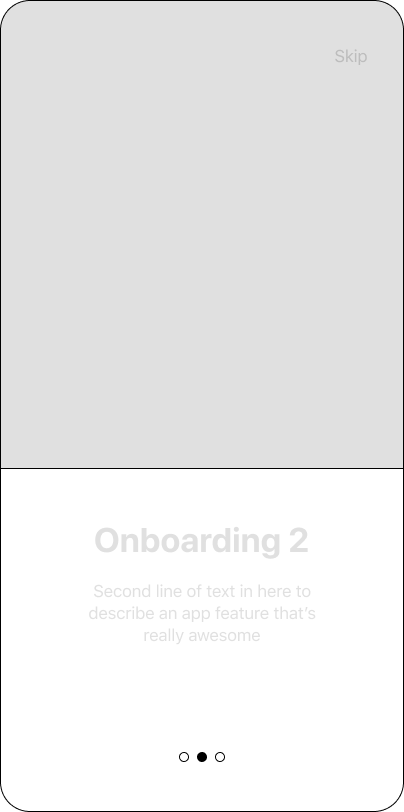 Skip
Onboarding 2
Second line of text in here to
describe an app feature that’s
really awesome